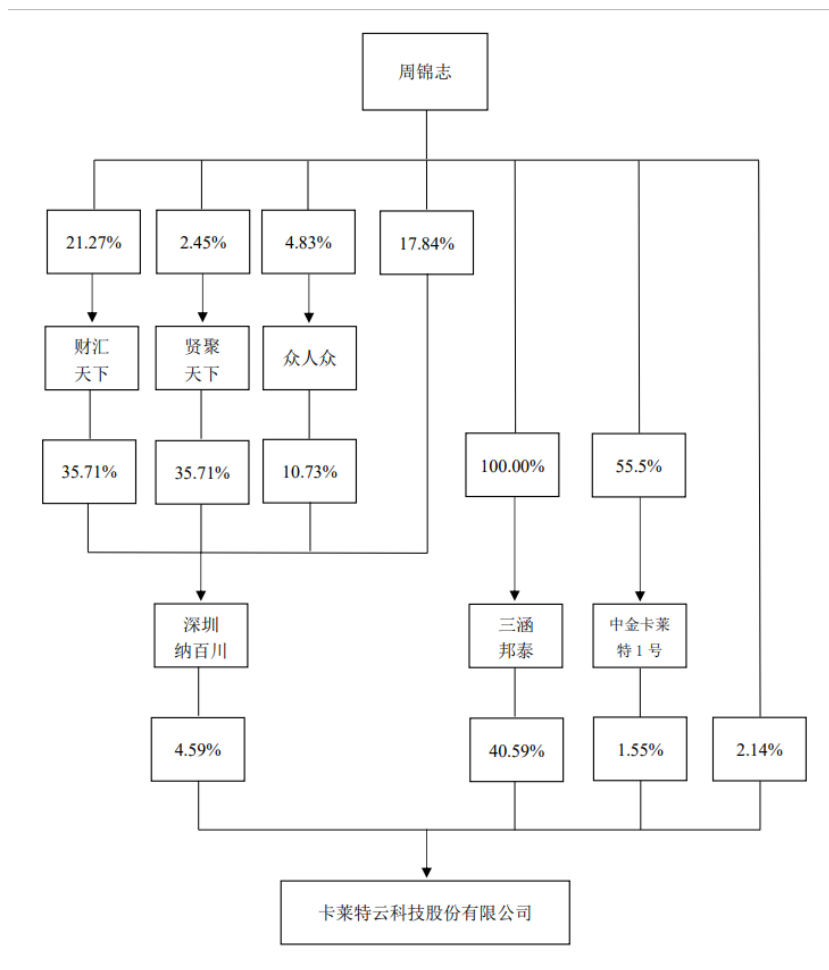 周锦志
21.27%
2.45%
4.83%
17.84%
财汇
天下
贤聚
天下
众人众
35.71%
35.71%
10.73%
100.00%
55.5%
深圳
纳百川
三涵
邦泰
中金卡莱
特 1 号
4.59%
40.59%
1.55%
2.14%
卡莱特云科技股份有限公司